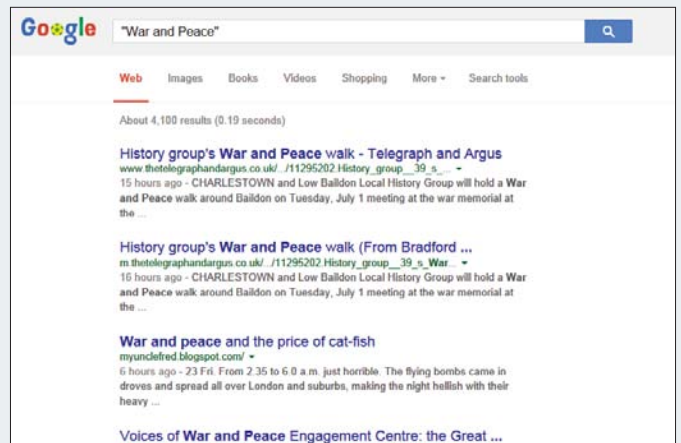 Google
"War and Peace"
Web Images Books Videos Shopping More Search tools
About 4,100 results (0.19 seconds)
History group's War and Peace walk - Telegraph and Argus
www.thetelegraphandargus.co.uk/.../11295202.History_group__39_s_...
15 hours ago - CHARLESTOWN and Low Baildon Local History Group will hold a War
and Peace walk around Baildon on Tuesday, July 1 meeting at the war memorial at
the ...
History group's War and Peace walk (From Bradford ...
m.thetelegraphandargus.co.uk/.../11295202.History_group__39_s_War...
16 hours ago - CHARLESTOWN and Low Baildon Local History Group will hold a War
and Peace walk around Baildon on Tuesday, July 1 meeting at the war memorial at
the ...
War and peace and the price of cat-fish
myunclefred.blogspot.com/
6 hours ago - 23 Fri. From 2.35 to 6.0 a.m. just horrible. The flying bombs came in
droves and spread all over London and suburbs, making the night hellish with their
heavy ...
Voices of War and Peace Engagement Centre: the Great ...